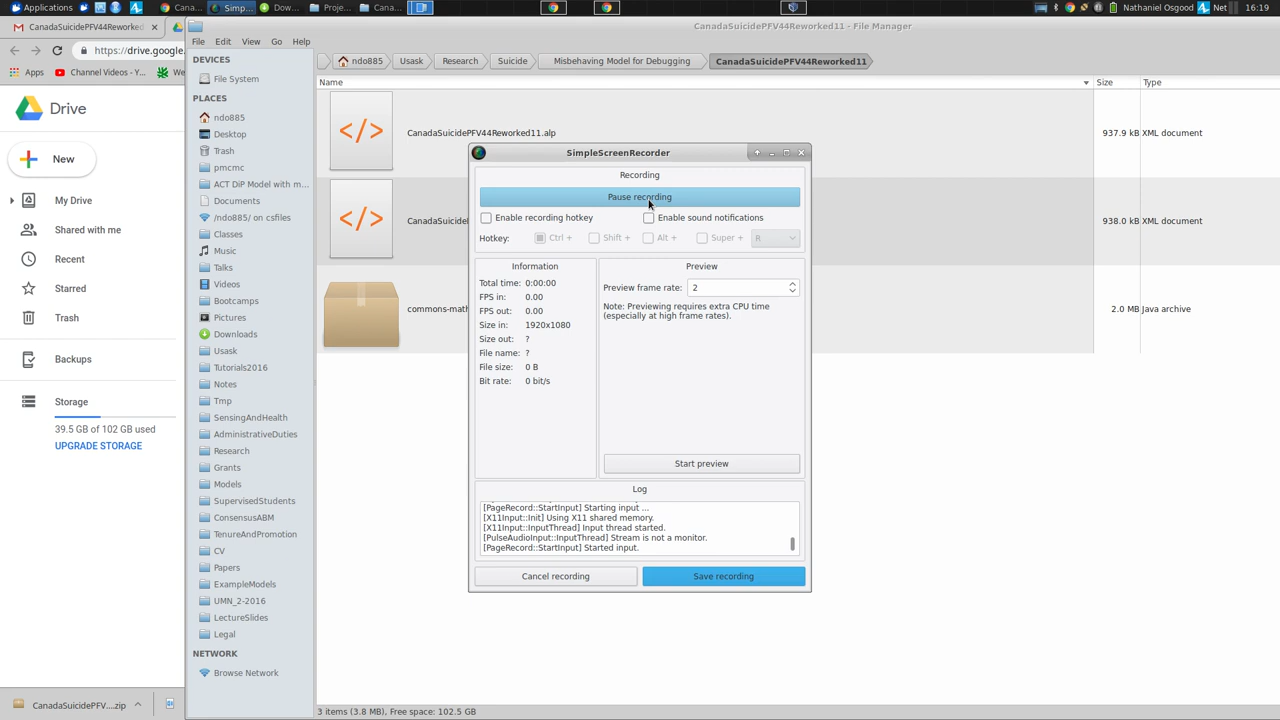 Cana...
Simp...
Dow...
Proje...
Cana...
Nathaniel Osgood
Net
16:19
CanadaSuicidePFV44Reworked
https://drive.google.
Apps
Channel Videos - Y...
We
Drive
New
My Drive
Shared with me
Recent
Starred
Trash
Backups
Storage
39.5 GB of 102 GB used
UPGRADE STORAGE
CanadaSuicidePFV....zip
CanadaSuicidePFV44Reworked11 - File Manager
File Edit View Go Help
DEVICES
File System
PLACES
ndo885
Desktop
Trash
pmcmc
ACT DiP Model with m...
Documents
/ndo885/ on csfiles
Classes
Music
Talks
Videos
Bootcamps
Pictures
Downloads
Usask
Tutorials2016
Notes
Tmp
SensingAndHealth
AdministrativeDuties
Research
Grants
Models
SupervisedStudents
ConsensusABM
TenureAndPromotion
CV
Papers
ExampleModels
UMN_2-2016
LectureSlides
Legal
NETWORK
Browse Network
ndo885 Usask Research Suicide Misbehaving Model for Debugging CanadaSuicidePFV44Reworked11
Name Size Type
CanadaSuicidePFV44Reworked11.alp 937.9 kB XML document
CanadaSuicidePF 938.0 kB XML document
commons-math 2.0 MB Java archive
3 items (3.8 MB), Free space: 102.5 GB
SimpleScreenRecorder
Recording
Pause recording
Enable recording hotkey Enable sound notifications
Hotkey: Ctrl + Shift + Alt + Super + R
Information
Total time: 0:00:00
FPS in: 0.00
FPS out: 0.00
Size in: 1920x1080
Size out: ?
File name: ?
File size: 0 B
Bit rate: 0 bit/s
Preview
Preview frame rate: 2
Note: Previewing requires extra CPU time
(especially at high frame rates).
Start preview
Log
[PageRecord::StartInput] Starting input ...
[X11Input::Init] Using X11 shared memory.
[X11Input::InputThread] Input thread started.
[PulseAudioInput::InputThread] Stream is not a monitor.
[PageRecord::StartInput] Started input.
Cancel recording Save recording